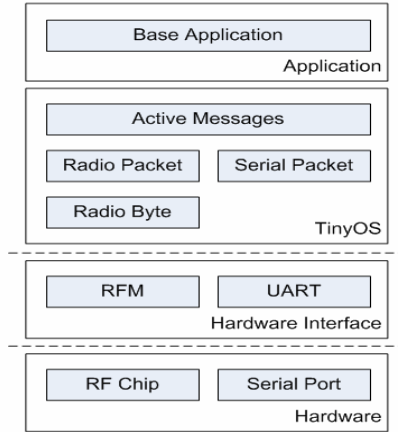 Base Application
Application
Active Messages
Radio Packet Serial Packet
Radio Byte
TinyOS
RFM UART
Hardware Interface
RF Chip Serial Port
Hardware